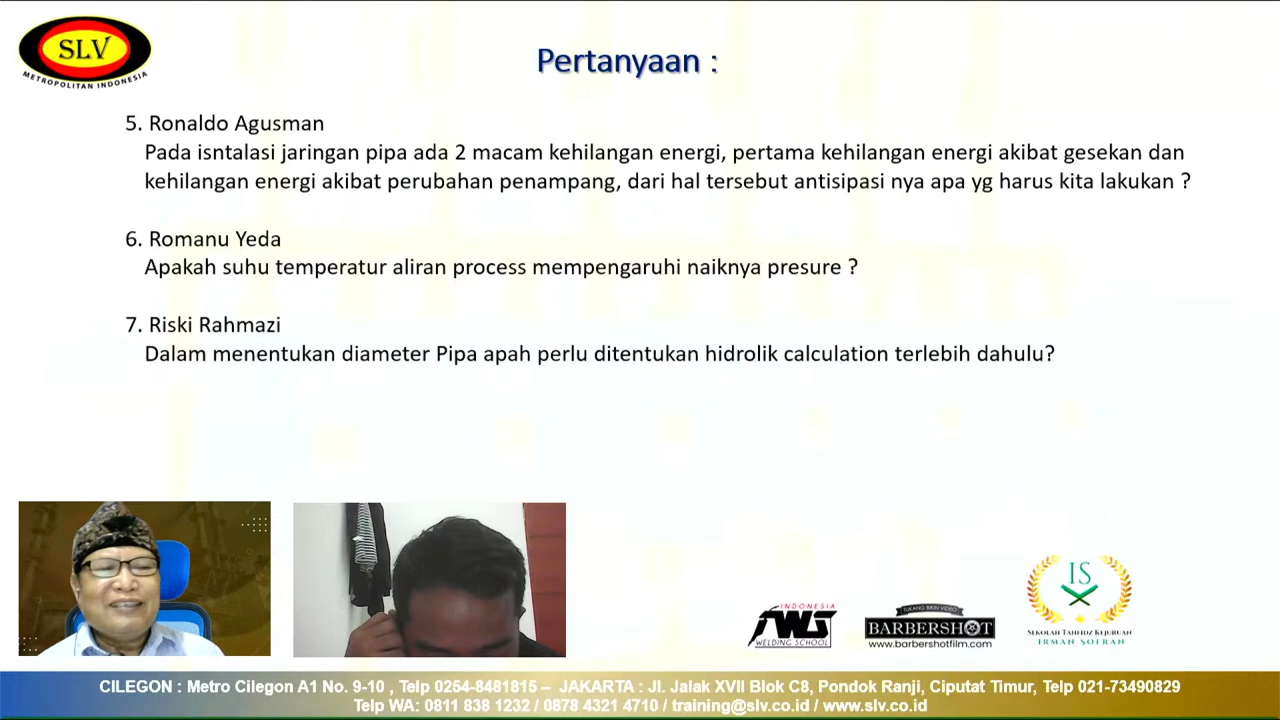 SLV
METROPOLITAN INDONESIA
Pertanyaan :
5. Ronaldo Agusman
Pada isntalasi jaringan pipa ada 2 macam kehilangan energi, pertama kehilangan energi akibat gesekan dan
kehilangan energi akibat perubahan penampang, dari hal tersebut antisipasi nya apa yg harus kita lakukan ?
6. Romanu Yeda
Apakah suhu temperatur aliran process mempengaruhi naiknya presure ?
7. Riski Rahmazi
Dalam menentukan diameter Pipa apah perlu ditentukan hidrolik calculation terlebih dahulu?
INDONESIA
IWS
WELDING SCHOOL
TUKANG BIKIN VIDEO
BARBERSHOT
www.barbershotfilm.com
IS
SEKOLAH TAHFIDZ KEJURUAN
IRMAN SOFRAN
CILEGON : Metro Cilegon A1 No. 9-10 , Telp 0254-8481815 – JAKARTA : Jl. Jalak XVII Blok C8, Pondok Ranji, Ciputat Timur, Telp 021-73490829
Telp WA: 0811 838 1232 / 0878 4321 4710 / training@slv.co.id / www.slv.co.id